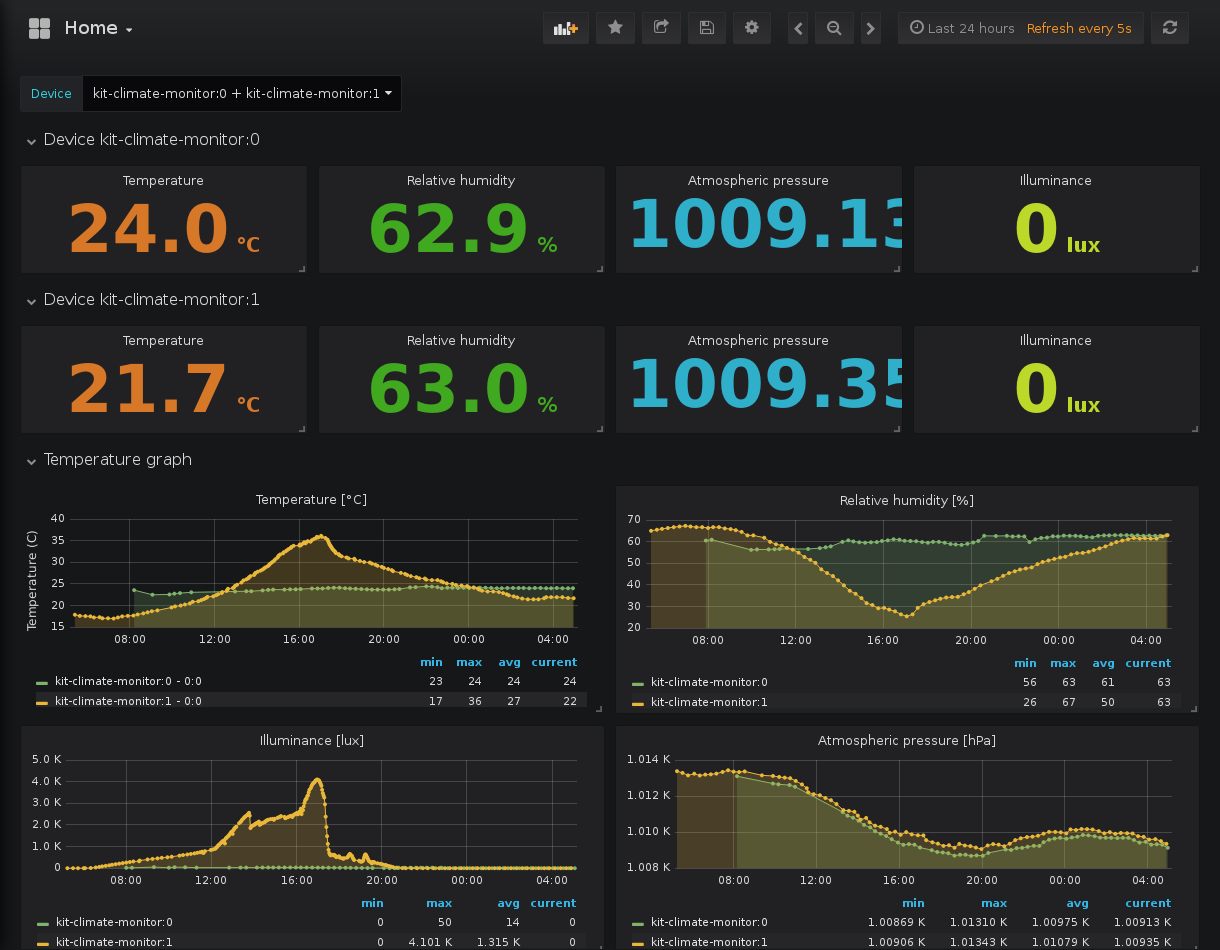 Home
Last 24 hours Refresh every 5s
Device kit-climate-monitor:0 + kit-climate-monitor:1
Device kit-climate-monitor:0
Temperature Relative humidity Atmospheric pressure Illuminance
24.0 °C 62.9 % 1009.13 0 lux
Device kit-climate-monitor:1
Temperature Relative humidity Atmospheric pressure Illuminance
21.7 °C 63.0 % 1009.35 0 lux
Temperature graph
Temperature [°C]
Temperature (C)
40
35
30
25
20
15
08:00 12:00 16:00 20:00 00:00 04:00
min max avg current
kit-climate-monitor:0 - 0:0 23 24 24 24
kit-climate-monitor:1 - 0:0 17 36 27 22
Relative humidity [%]
70
60
50
40
30
20
08:00 12:00 16:00 20:00 00:00 04:00
min max avg current
kit-climate-monitor:0 56 63 61 63
kit-climate-monitor:1 26 67 50 63
Illuminance [lux]
5.0 K
4.0 K
3.0 K
2.0 K
1.0 K
0
08:00 12:00 16:00 20:00 00:00 04:00
min max avg current
kit-climate-monitor:0 0 50 14 0
kit-climate-monitor:1 0 4.101 K 1.315 K 0
Atmospheric pressure [hPa]
1.014 K
1.012 K
1.010 K
1.008 K
08:00 12:00 16:00 20:00 00:00 04:00
min max avg current
kit-climate-monitor:0 1.00869 K 1.01310 K 1.00975 K 1.00913 K
kit-climate-monitor:1 1.00906 K 1.01343 K 1.01079 K 1.00935 K